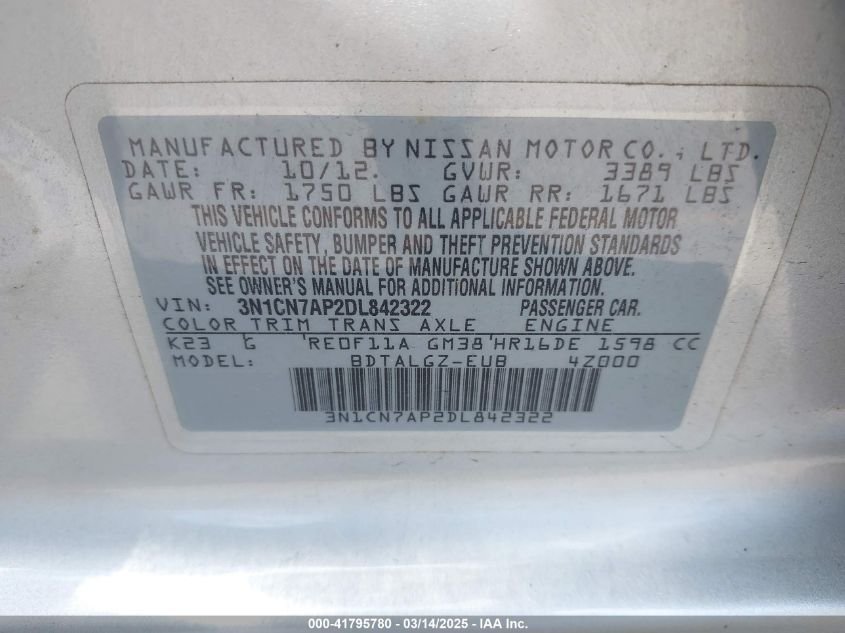 MANUFACTURED BY NISSAN MOTOR CO., LTD.
DATE: 10/12. GVWR: 3389 LBS
GAWR FR: 1750 LBS GAWR RR: 1671 LBS
THIS VEHICLE CONFORMS TO ALL APPLICABLE FEDERAL MOTOR
VEHICLE SAFETY, BUMPER AND THEFT PREVENTION STANDARDS
IN EFFECT ON THE DATE OF MANUFACTURE SHOWN ABOVE.
SEE OWNER'S MANUAL FOR ADDITIONAL INFORMATION.
VIN: 3N1CN7AP2DL842322 PASSENGER CAR.
COLOR TRIM TRANS AXLE ENGINE
K23 G RE0F11A GM38 HR16DE 1598 CC
MODEL: BDTALGZ-EUB 4Z000
3N1CN7AP2DL842322
000-41795780 - 03/14/2025 - IAA Inc.